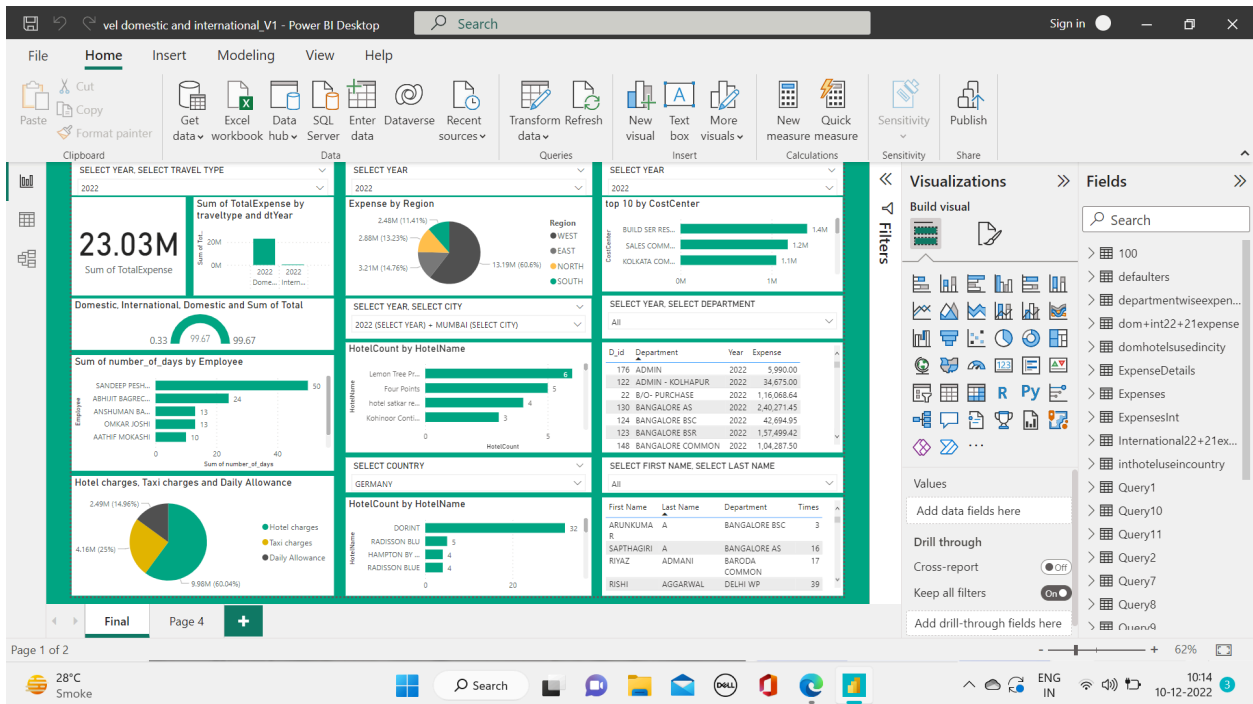 vel domestic and international_V1 - Power BI Desktop
Search
Sign in
File Home Insert Modeling View Help
Paste
Cut
Copy
Format painter
Clipboard
Get data
Excel workbook
Data hub
SQL Server
Enter data
Dataverse
Recent sources
Data
Transform data
Refresh
Queries
New visual
Text box
More visuals
Insert
New measure
Quick measure
Calculations
Sensitivity
Sensitivity
Publish
Share
SELECT YEAR, SELECT TRAVEL TYPE
2022
23.03M
Sum of TotalExpense
Sum of TotalExpense by
traveltype and dtYear
Sum of Tot...
20M
0M
2022 2022
Dome... Intern...
Domestic, International, Domestic and Sum of Total
0.33 99.67 99.67
Sum of number_of_days by Employee
Employee
SANDEEP PESH... 50
ABHIJIT BAGREC... 24
ANSHUMAN BA... 13
OMKAR JOSHI 13
AATHIF MOKASHI 10
0 20 40
Sum of number_of_days
Hotel charges, Taxi charges and Daily Allowance
2.49M (14.96%)
4.16M (25%)
9.98M (60.04%)
Hotel charges
Taxi charges
Daily Allowance
SELECT YEAR
2022
Expense by Region
2.48M (11.41%)
2.88M (13.23%)
3.21M (14.76%)
13.19M (60.6%)
Region
WEST
EAST
NORTH
SOUTH
SELECT YEAR, SELECT CITY
2022 (SELECT YEAR) + MUMBAI (SELECT CITY)
HotelCount by HotelName
HotelName
Lemon Tree Pr... 6
Four Points 5
hotel satkar re... 4
Kohinoor Conti... 3
0 5
HotelCount
SELECT COUNTRY
GERMANY
HotelCount by HotelName
HotelName
DORINT 32
RADISSON BLU 5
HAMPTON BY ... 4
RADISSON BLUE 4
0 20
SELECT YEAR
2022
top 10 by CostCenter
CostCenter
BUILD SER RES... 1.4M
SALES COMM... 1.2M
KOLKATA COM... 1.1M
0M 1M
SELECT YEAR, SELECT DEPARTMENT
All
D_id Department Year Expense
176 ADMIN 2022 5,990.00
122 ADMIN - KOLHAPUR 2022 34,675.00
22 B/O- PURCHASE 2022 1,16,068.64
130 BANGALORE AS 2022 2,40,271.45
124 BANGALORE BSC 2022 42,694.95
123 BANGALORE BSR 2022 1,57,499.42
148 BANGALORE COMMON 2022 1,04,287.50
SELECT FIRST NAME, SELECT LAST NAME
All
First Name Last Name Department Times
ARUNKUMA A BANGALORE BSC 3
R
SAPTHAGIRI A BANGALORE AS 16
RIYAZ ADMANI BARODA 17
COMMON
RISHI AGGARWAL DELHI WP 39
Filters
Visualizations
Build visual
123
R Py
...
Values
Add data fields here
Drill through
Cross-report Off
Keep all filters On
Add drill-through fields here
Fields
Search
100
defaulters
departmentwiseexpen...
dom+int22+21expense
domhotelsusedincity
ExpenseDetails
Expenses
ExpensesInt
International22+21ex...
inthoteluseincountry
Query1
Query10
Query11
Query2
Query7
Query8
Query9
Final Page 4 +
Page 1 of 2
- + 62%
28°C
Smoke
Search
DELL
ENG
IN
10:14
10-12-2022
3